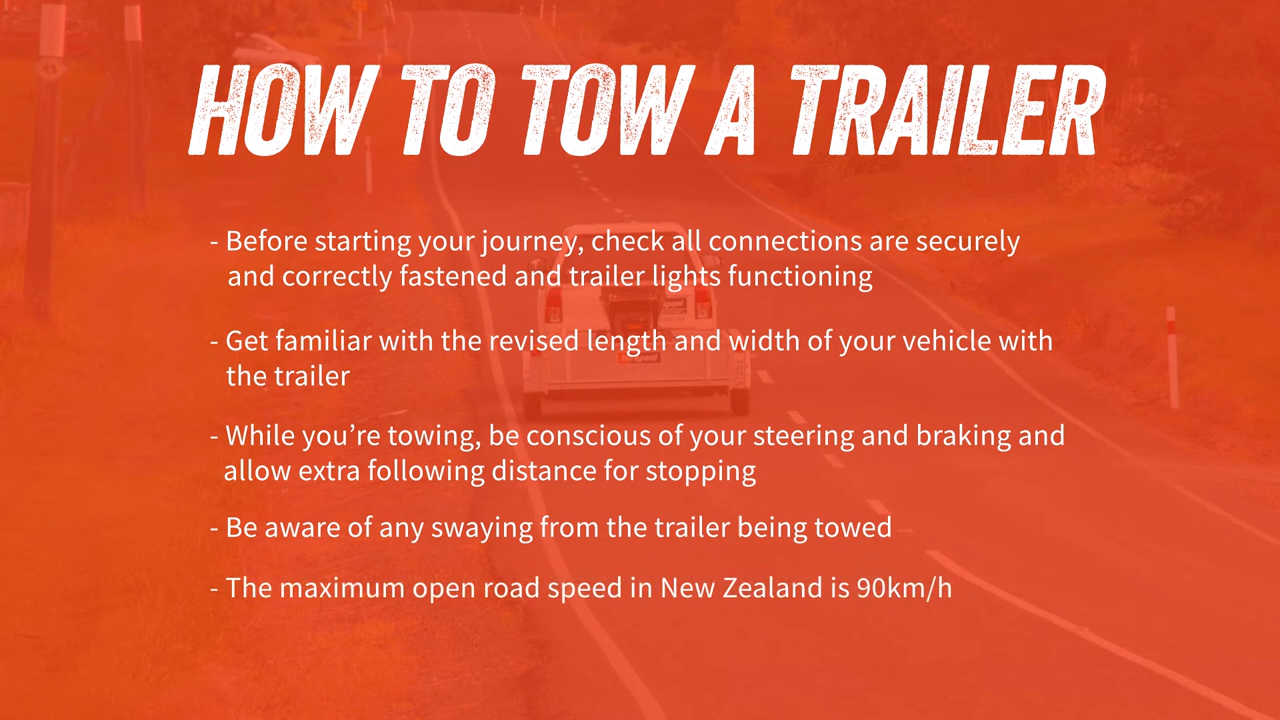 HOW TO TOW A TRAILER
- Before starting your journey, check all connections are securely
and correctly fastened and trailer lights functioning
- Get familiar with the revised length and width of your vehicle with
the trailer
- While you’re towing, be conscious of your steering and braking and
allow extra following distance for stopping
- Be aware of any swaying from the trailer being towed
- The maximum open road speed in New Zealand is 90km/h